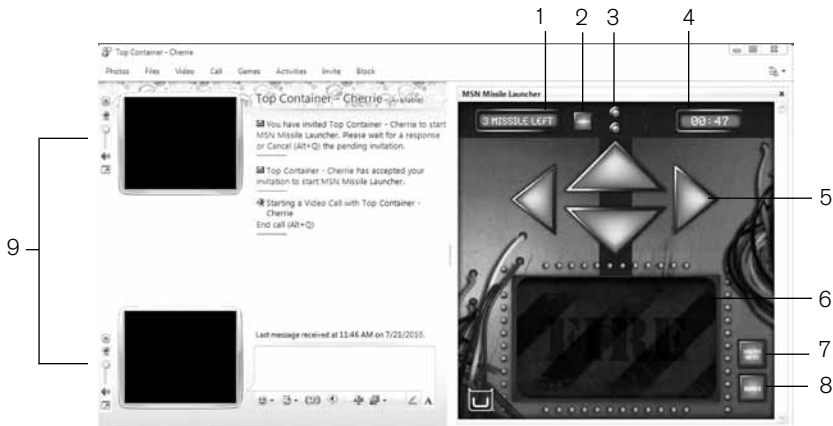 1 2 3 4
Top Container - Cherrie
Photos Files Video Call Games Activities Invite Block
Top Container - Cherrie (Available)
You have invited Top Container - Cherrie to start
MSN Missile Launcher. Please wait for a response
or Cancel (Alt+Q) the pending invitation.
Top Container - Cherrie has accepted your
invitation to start MSN Missile Launcher.
Starting a Video Call with Top Container -
Cherrie
End call (Alt+Q)
Last message received at 11:46 AM on 7/21/2010.
A
MSN Missile Launcher
3 MISSILE LEFT
00:47
FIRE
5
6
7
8
9